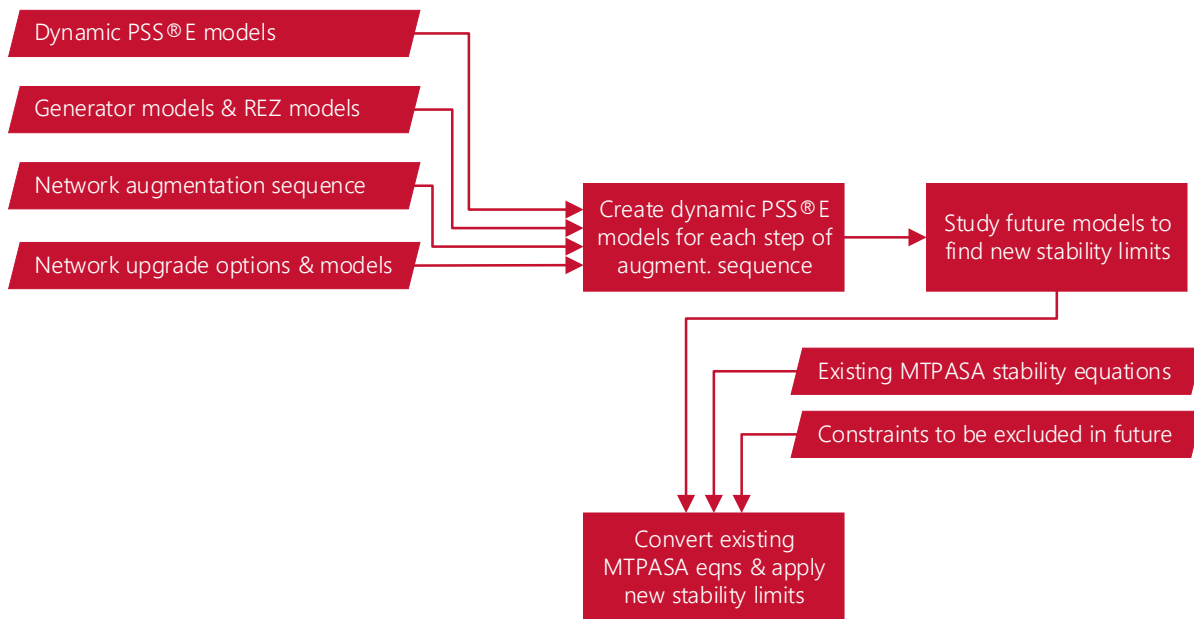 Dynamic PSS®E models
Generator models & REZ models
Network augmentation sequence
Network upgrade options & models
Create dynamic PSS®E
models for each step of
augment. sequence
Study future models to
find new stability limits
Existing MTPASA stability equations
Constraints to be excluded in future
Convert existing
MTPASA eqns & apply
new stability limits